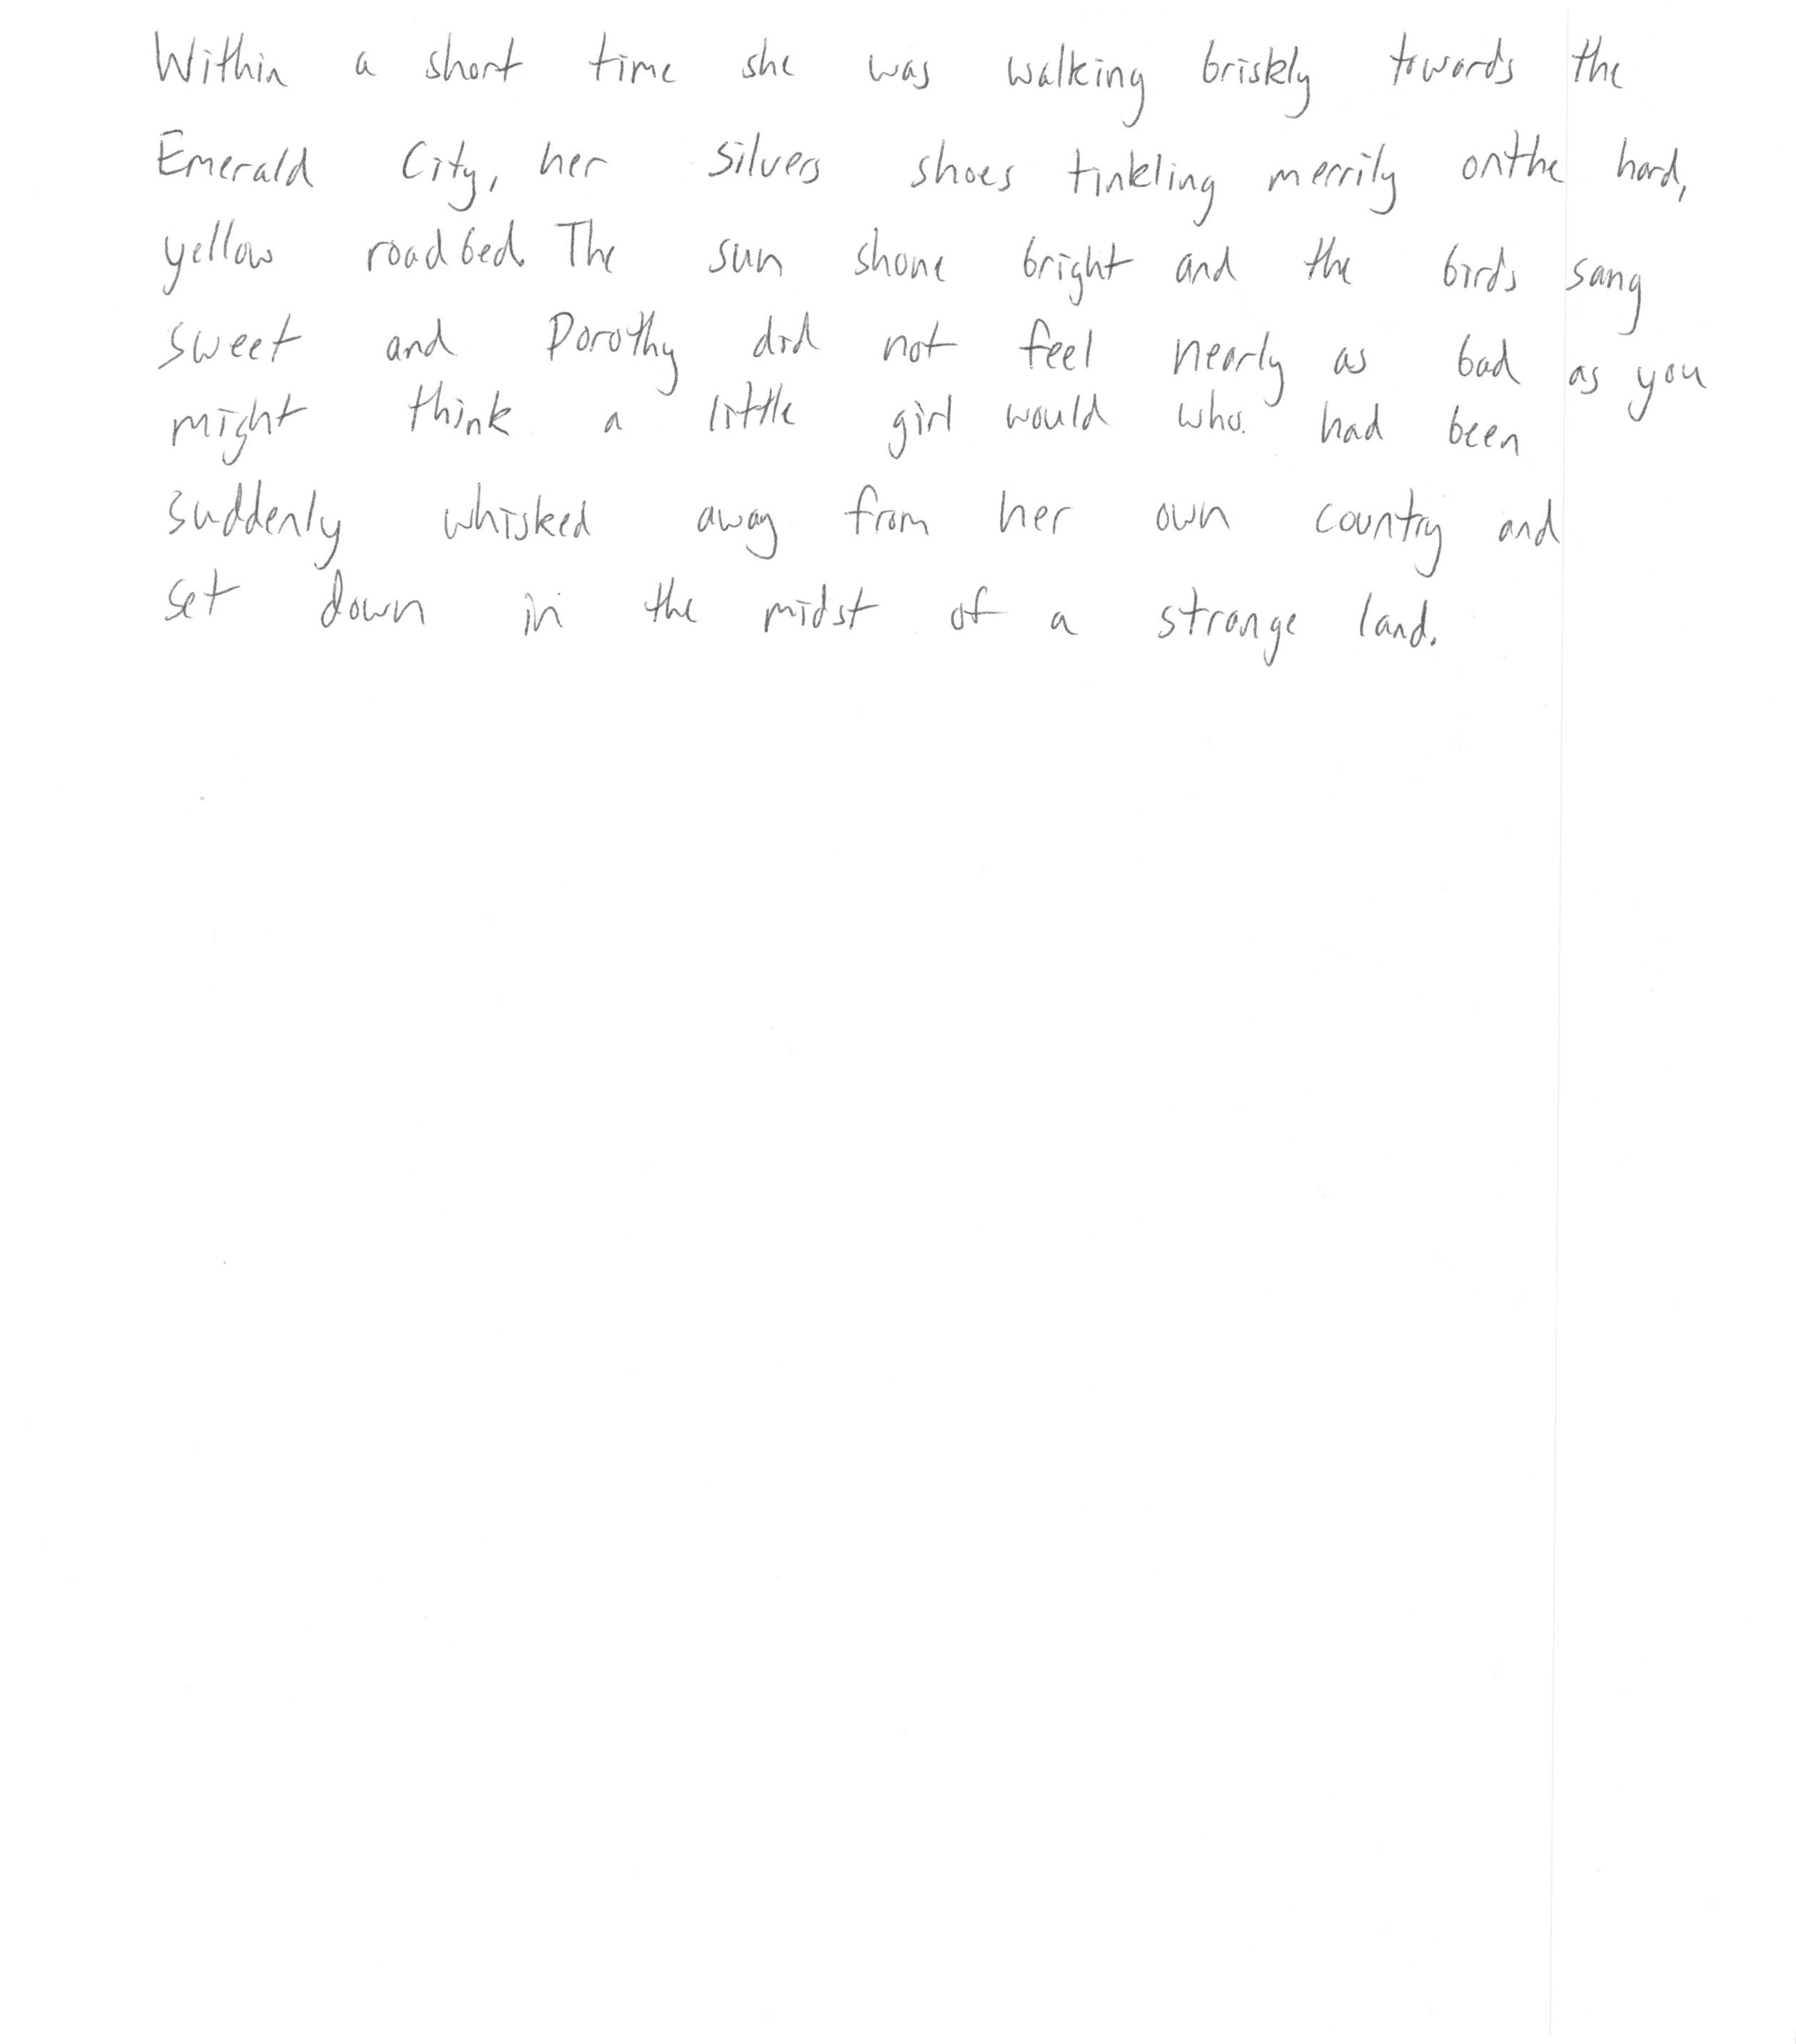 Within a short time she was walking briskly towards the
Emerald City, her silvers shoes tinkling merrily onthe hard,
yellow roadbed. The sun shone bright and the birds sang
sweet and Dorothy did not feel nearly as bad as you
might think a little girl would who. had been
suddenly whisked away from her own country and
set down in the midst of a strange land.